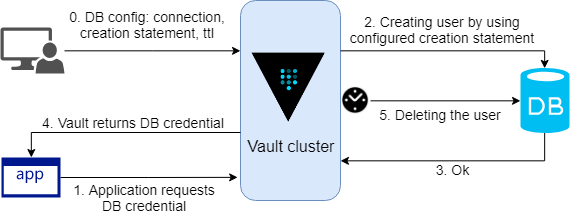 0. DB config: connection,
creation statement, ttl
2. Creating user by using
configured creation statement
DB
5. Deleting the user
4. Vault returns DB credential
Vault cluster
3. Ok
app
1. Application requests
DB credential